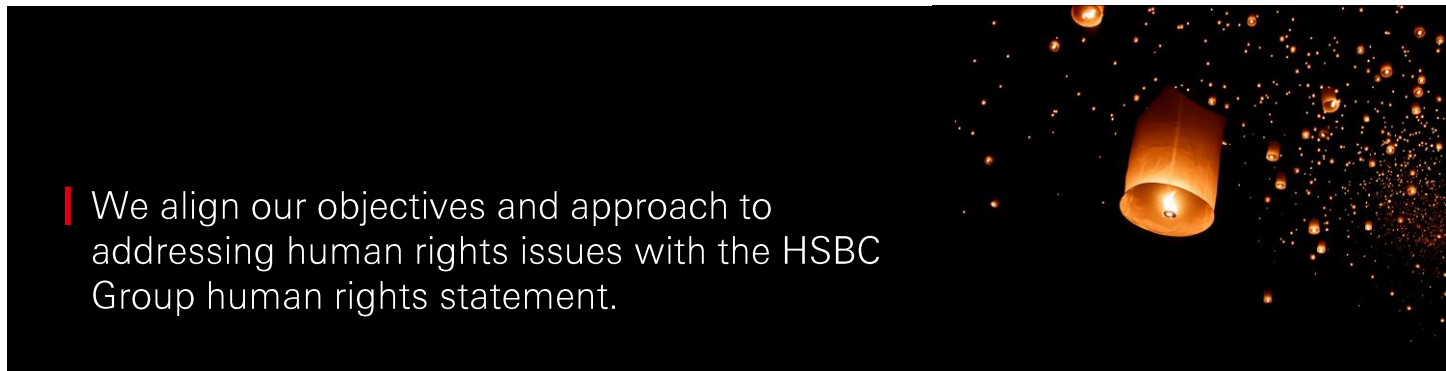 We align our objectives and approach to
addressing human rights issues with the HSBC
Group human rights statement.